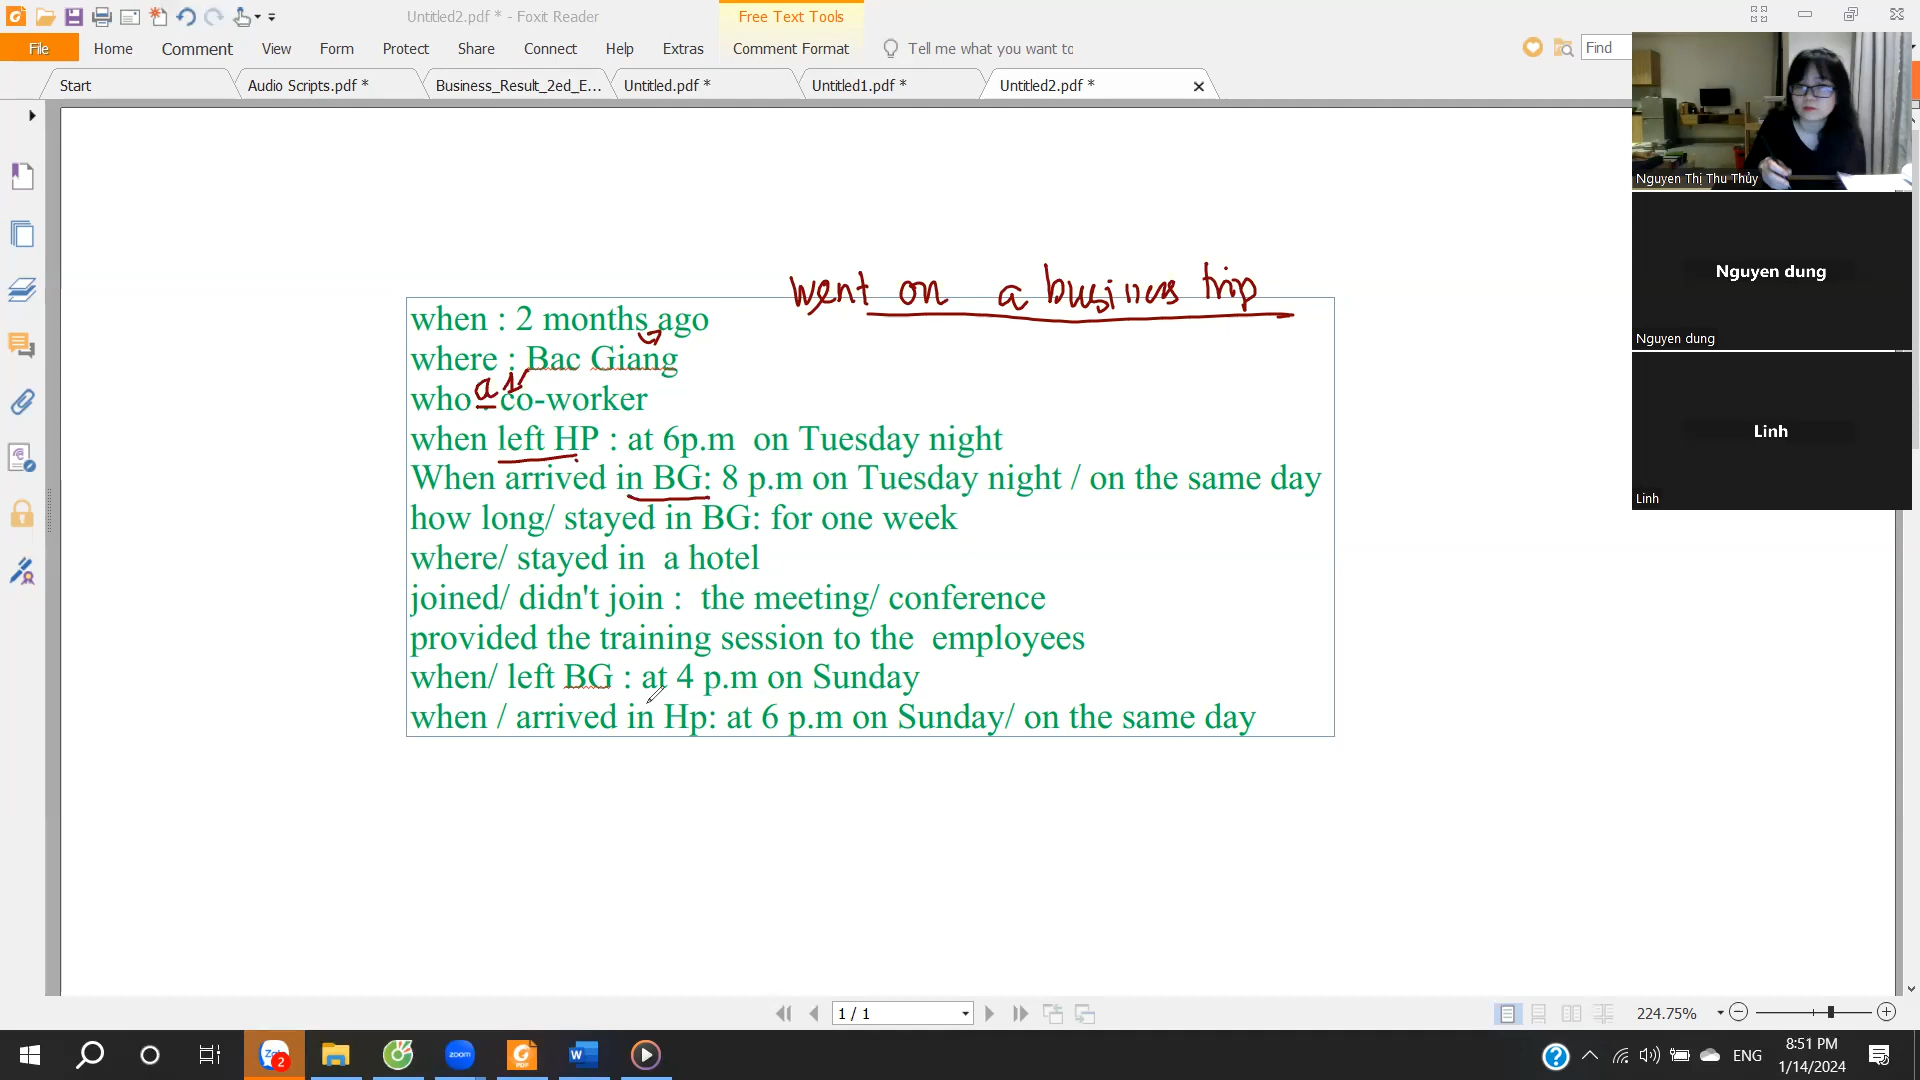 Untitled2.pdf * - Foxit Reader
Free Text Tools
File
Home
Comment
View
Form
Protect
Share
Connect
Help
Extras
Comment Format
Tell me what you want to
Find
Start
Audio Scripts.pdf *
Business_Result_2ed_E...
Untitled.pdf *
Untitled1.pdf *
Untitled2.pdf *
went on a business trip
when : 2 months ago
where : Bac Giang
a 1
who co-worker
when left HP : at 6p.m on Tuesday night
When arrived in BG: 8 p.m on Tuesday night / on the same day
how long/ stayed in BG: for one week
where/ stayed in a hotel
joined/ didn't join : the meeting/ conference
provided the training session to the employees
when/ left BG : at 4 p.m on Sunday
when / arrived in Hp: at 6 p.m on Sunday/ on the same day
Nguyen Thị Thu Thủy
Nguyen dung
Nguyen dung
Linh
Linh
1 / 1
224.75%
2
zoom
PDF
W
ENG
8:51 PM
1/14/2024